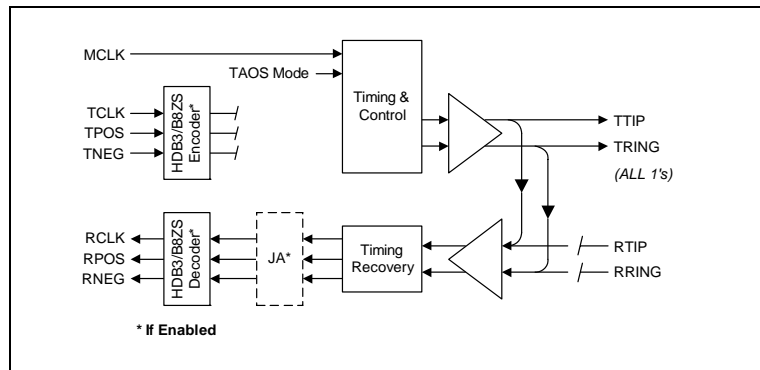 MCLK
TAOS Mode
Timing &
Control
TCLK
TPOS
TNEG
HDB3/B8ZS
Encoder*
TTIP
TRING
(ALL 1's)
RCLK
RPOS
RNEG
HDB3/B8ZS
Decoder*
JA*
Timing
Recovery
RTIP
RRING
* If Enabled